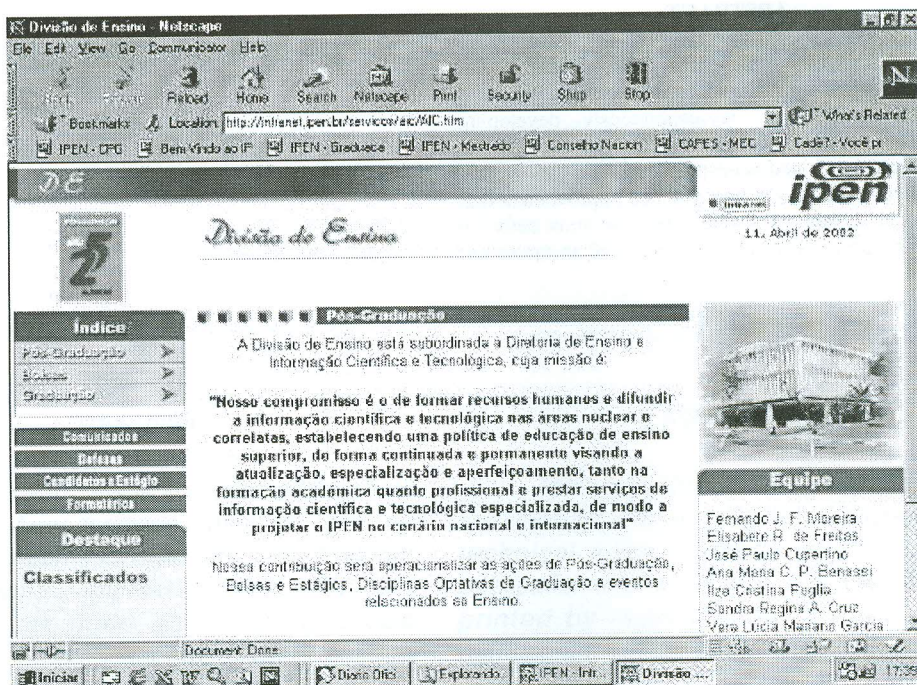 Divisão de Ensino - Netscape
File Edit View Go Communicator Help
Reload Home Search Netscape Print Security Shop Stop
Bookmarks Location: http://intranet.ipen.br/servicos/aic/AIC.htm What's Related
IPEN - CPG Bem Vindo ao IP IPEN - Graduaca IPEN - Mestrado Conselho Nacion CAPES - MEC Cadê? - Você pr
DE
ipen
Intranet
11, Abril de 2002
25
Divisão de Ensino
Índice
Pós-Graduação
Bolsas
Graduação
Comunicados
Defesas
Candidatos a Estágio
Formulários
Destaque
Classificados
Pós-Graduação
A Divisão de Ensino está subordinada à Diretoria de Ensino e
Informação Científica e Tecnológica, cuja missão é:
"Nosso compromisso é o de formar recursos humanos e difundir
a informação científica e tecnológica nas áreas nuclear e
correlatas, estabelecendo uma política de educação de ensino
superior, de forma continuada e permanente visando a
atualização, especialização e aperfeiçoamento, tanto na
formação acadêmica quanto profissional e prestar serviços de
informação científica e tecnológica especializada, de modo a
projetar o IPEN no cenário nacional e internacional"
Nossa contribuição será operacionalizar as ações de Pós-Graduação,
Bolsas e Estágios, Disciplinas Optativas de Graduação e eventos
relacionados ao Ensino.
Equipe
Fernando J. F. Moreira
Elisabete R. de Freitas
José Paulo Cupertino
Ana Maria C. P. Benassi
Ilza Cristina Puglia
Sandra Regina A. Cruz
Vera Lúcia Mariano Garcia
Document: Done
Iniciar Diario Ofici... Explorando... IPEN - Intr... Divisão ... 17:35